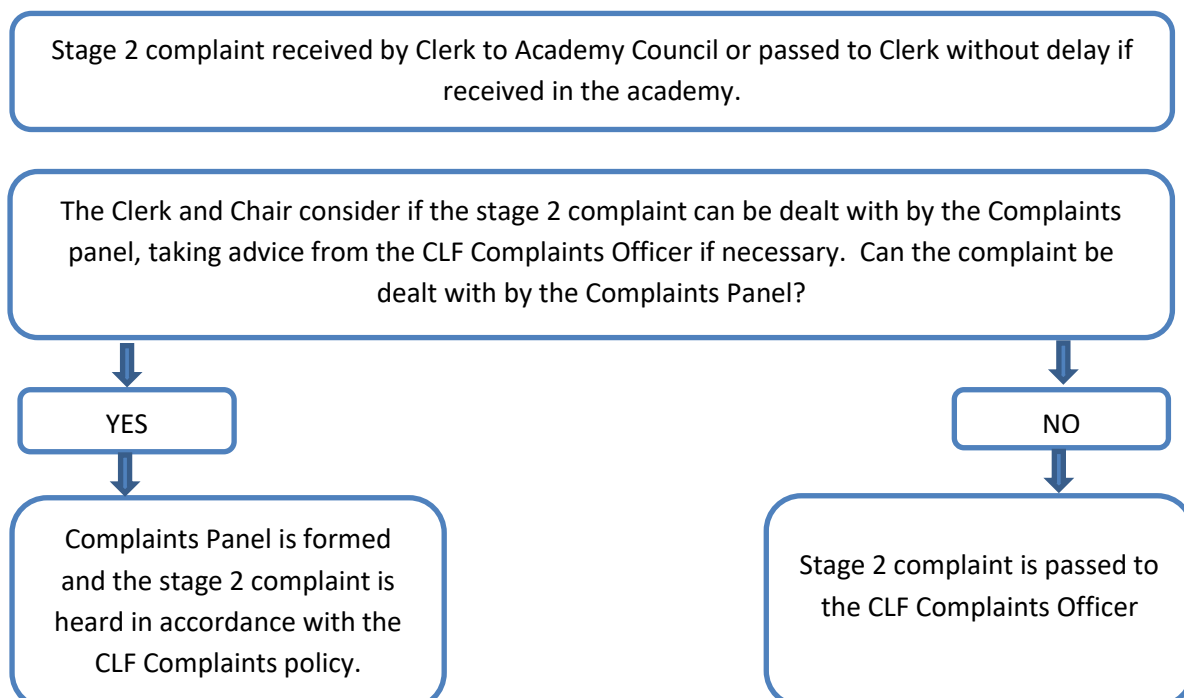 Stage 2 complaint received by Clerk to Academy Council or passed to Clerk without delay if
received in the academy.
The Clerk and Chair consider if the stage 2 complaint can be dealt with by the Complaints
panel, taking advice from the CLF Complaints Officer if necessary.  Can the complaint be
dealt with by the Complaints Panel?
YES
NO
Complaints Panel is formed
and the stage 2 complaint is
heard in accordance with the
CLF Complaints policy.
Stage 2 complaint is passed to
the CLF Complaints Officer